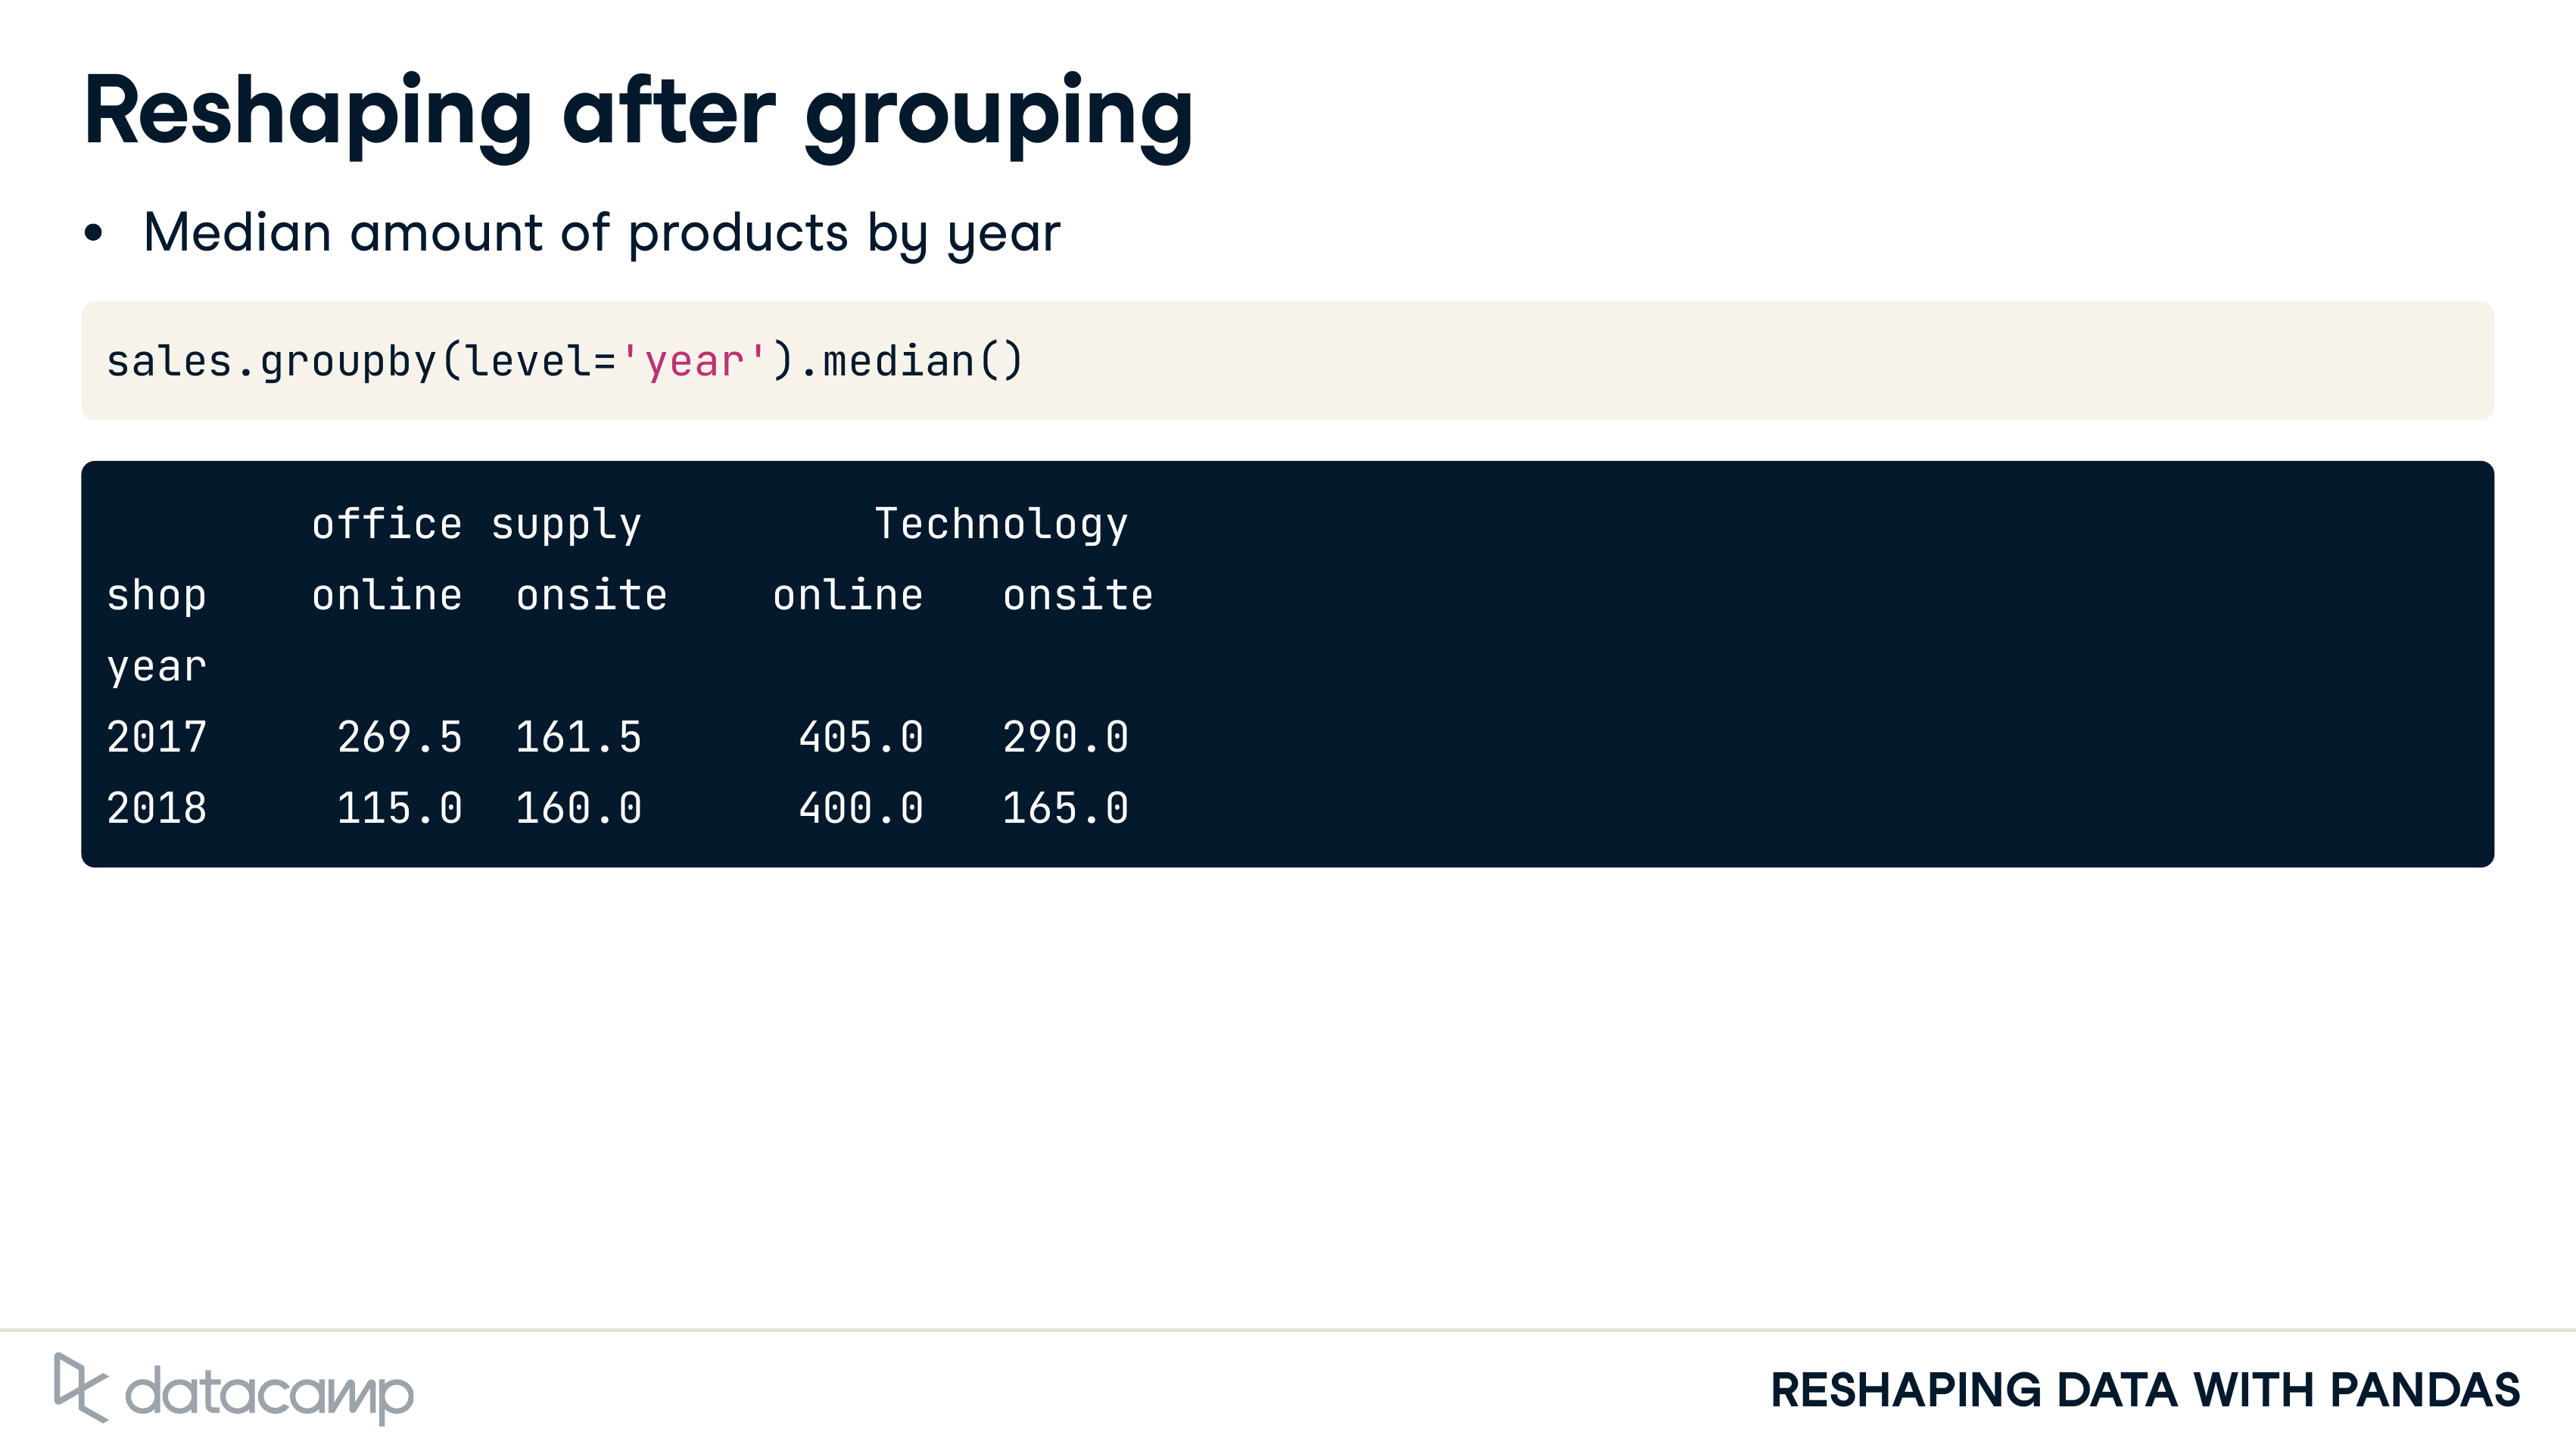 Reshaping after grouping
• Median amount of products by year
sales.groupby(level='year').median()
office supply Technology
shop online onsite online onsite
year
2017 269.5 161.5 405.0 290.0
2018 115.0 160.0 400.0 165.0
datacamp
RESHAPING DATA WITH PANDAS